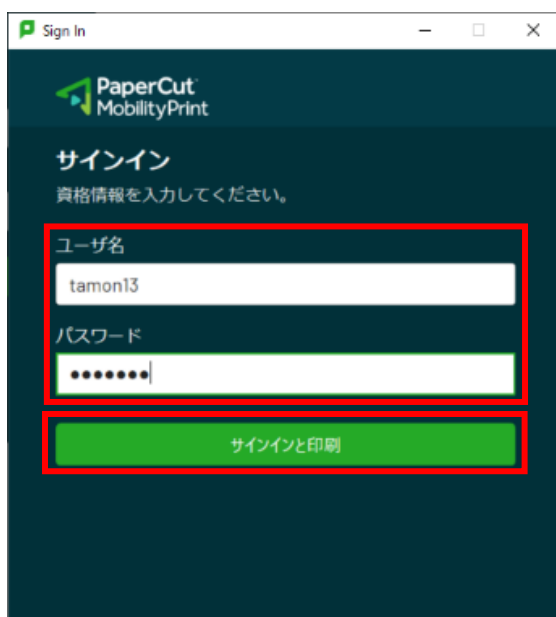 Sign In
PaperCut
MobilityPrint
サインイン
資格情報を入力してください。
ユーザ名
tamon13
パスワード
●●●●●●●
サインインと印刷